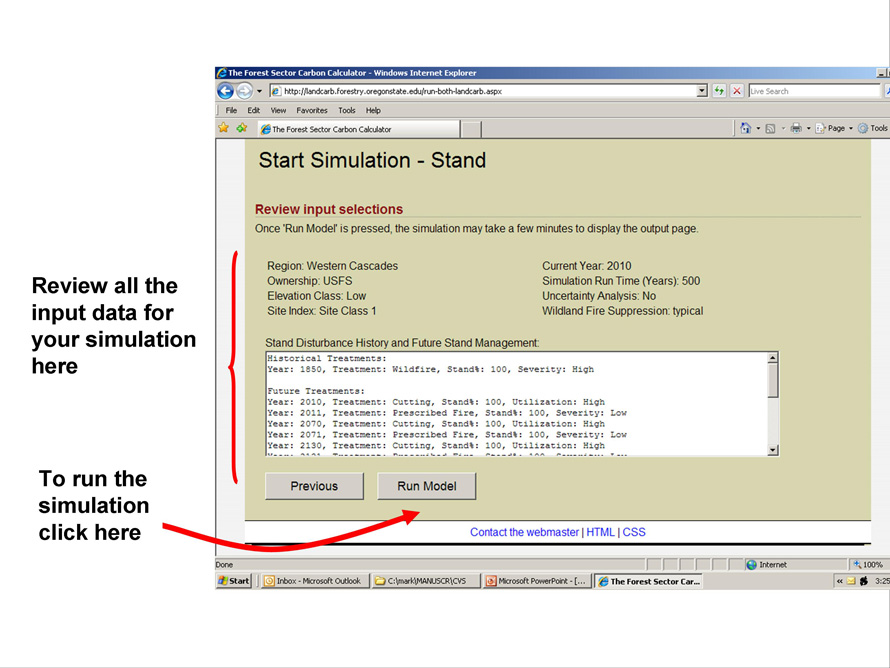 Review all the
input data for
your simulation
here
To run the
simulation
click here
The Forest Sector Carbon Calculator - Windows Internet Explorer
http://landcarb.forestry.oregonstate.edu/run-both-landcarb.aspx
Live Search
File Edit View Favorites Tools Help
The Forest Sector Carbon Calculator
Page Tools
Start Simulation - Stand
Review input selections
Once 'Run Model' is pressed, the simulation may take a few minutes to display the output page.
Region: Western Cascades
Ownership: USFS
Elevation Class: Low
Site Index: Site Class 1
Current Year: 2010
Simulation Run Time (Years): 500
Uncertainty Analysis: No
Wildland Fire Suppression: typical
Stand Disturbance History and Future Stand Management:
Historical Treatments:
Year: 1850, Treatment: Wildfire, Stand%: 100, Severity: High
Future Treatments:
Year: 2010, Treatment: Cutting, Stand%: 100, Utilization: High
Year: 2011, Treatment: Prescribed Fire, Stand%: 100, Severity: Low
Year: 2070, Treatment: Cutting, Stand%: 100, Utilization: High
Year: 2071, Treatment: Prescribed Fire, Stand%: 100, Severity: Low
Year: 2130, Treatment: Cutting, Stand%: 100, Utilization: High
Previous Run Model
Contact the webmaster | HTML | CSS
Done Internet 100%
Start Inbox - Microsoft Outlook C:\mark\MANUSCR\CVS Microsoft PowerPoint - [... The Forest Sector Car... « 3:25